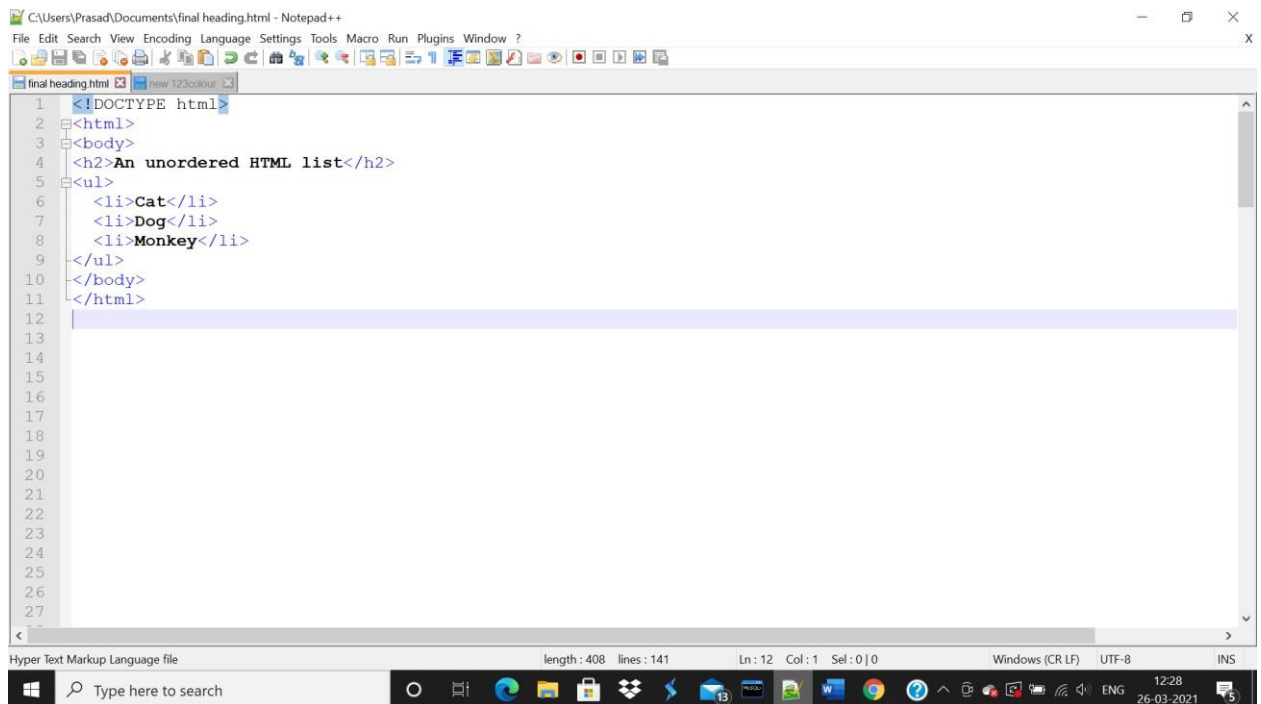 C:\Users\Prasad\Documents\final heading.html - Notepad++
File Edit Search View Encoding Language Settings Tools Macro Run Plugins Window ? X
final heading.html new 123colour
1 <!DOCTYPE html>
2 <html>
3 <body>
4 <h2>An unordered HTML list</h2>
5 <ul>
6 <li>Cat</li>
7 <li>Dog</li>
8 <li>Monkey</li>
9 </ul>
10 </body>
11 </html>
12
13
14
15
16
17
18
19
20
21
22
23
24
25
26
27
Hyper Text Markup Language file length : 408 lines : 141 Ln : 12 Col : 1 Sel : 0 | 0 Windows (CR LF) UTF-8 INS
Type here to search 13 W ENG 12:28 5
26-03-2021